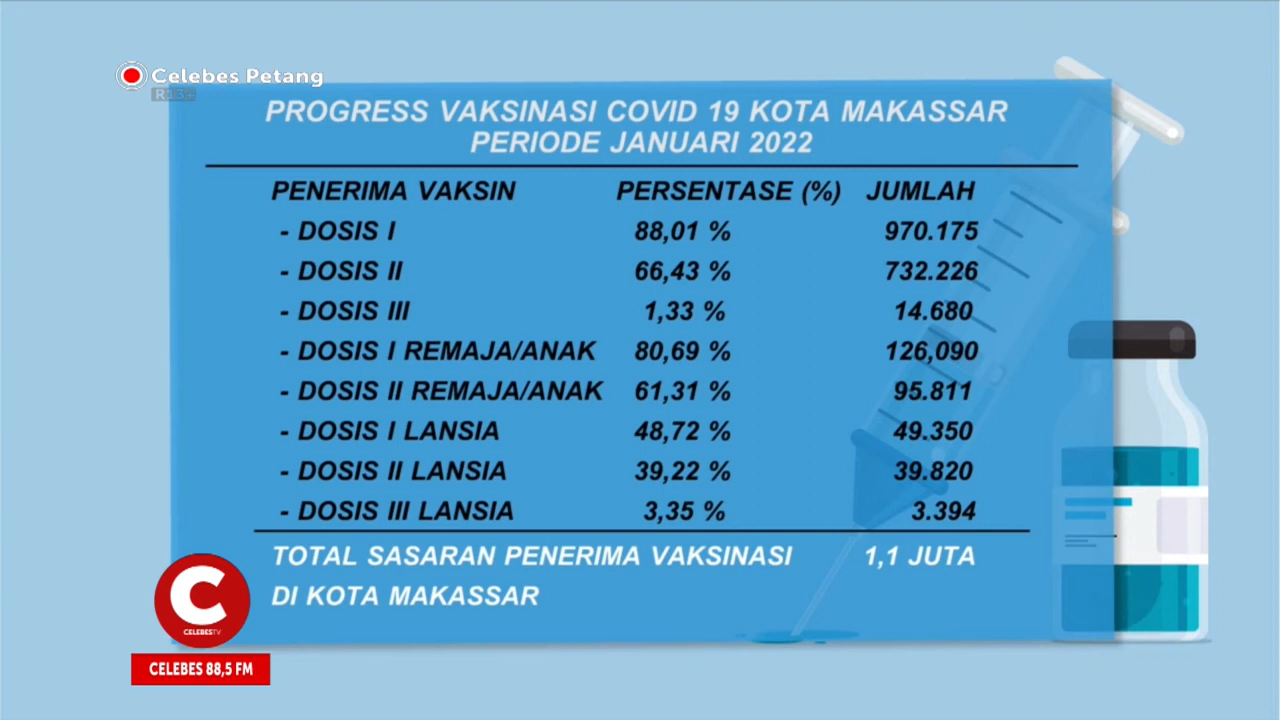 Celebes Petang
R13+
PROGRESS VAKSINASI COVID 19 KOTA MAKASSAR
PERIODE JANUARI 2022
PENERIMA VAKSIN PERSENTASE (%) JUMLAH
- DOSIS I 88,01 % 970.175
- DOSIS II 66,43 % 732.226
- DOSIS III 1,33 % 14.680
- DOSIS I REMAJA/ANAK 80,69 % 126,090
- DOSIS II REMAJA/ANAK 61,31 % 95.811
- DOSIS I LANSIA 48,72 % 49.350
- DOSIS II LANSIA 39,22 % 39.820
- DOSIS III LANSIA 3,35 % 3.394
TOTAL SASARAN PENERIMA VAKSINASI 1,1 JUTA
DI KOTA MAKASSAR
C
CELEBESTV
CELEBES 88,5 FM